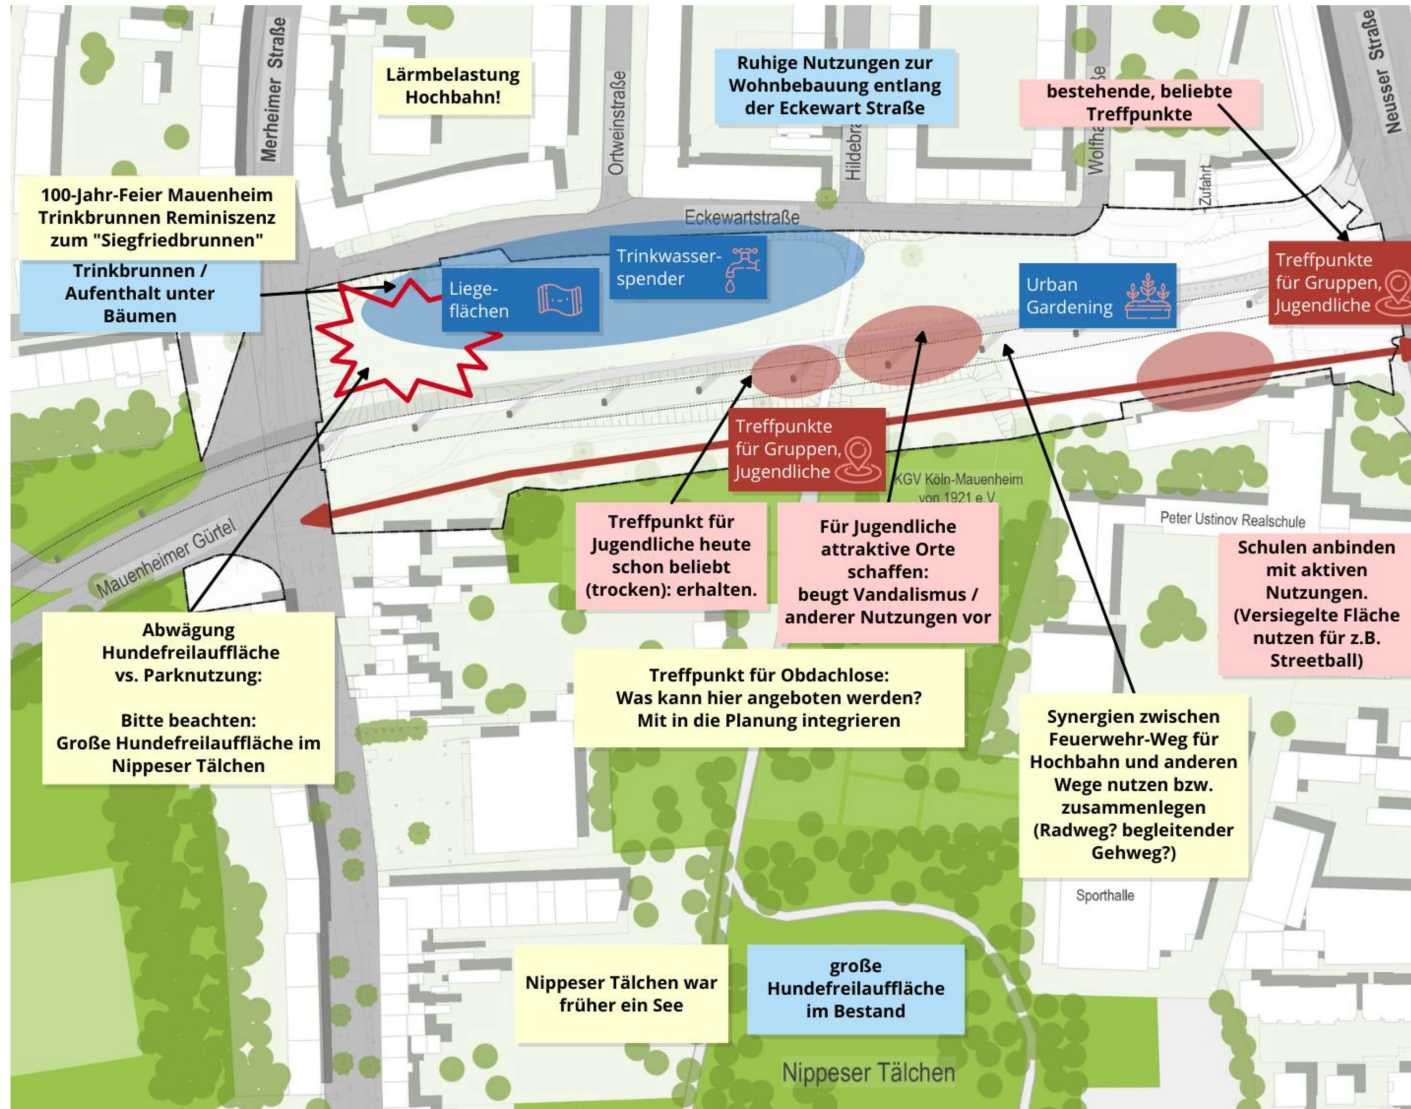 Merheimer Straße
Lärmbelastung
Hochbahn!
Ortweinstraße
Ruhige Nutzungen zur
Wohnbebauung entlang
der Eckewart Straße
bestehende, beliebte
Treffpunkte
Neusser Straße
Zufahrt
100-Jahr-Feier Mauenheim
Trinkbrunnen Reminiszenz
zum "Siegfriedbrunnen"
Trinkbrunnen /
Aufenthalt unter
Bäumen
Eckewartstraße
Liege-
flächen
Trinkwasser-
spender
Urban
Gardening
Treffpunkte
für Gruppen,
Jugendliche
Treffpunkte
für Gruppen,
Jugendliche
KGV Köln-Mauenheim
von 1921 e.V.
Peter Ustinov Realschule
Mauenheimer Gürtel
Treffpunkt für
Jugendliche heute
schon beliebt
(trocken): erhalten.
Für Jugendliche
attraktive Orte
schaffen:
beugt Vandalismus /
anderer Nutzungen vor
Schulen anbinden
mit aktiven
Nutzungen.
(Versiegelte Fläche
nutzen für z.B.
Streetball)
Abwägung
Hundefreilauffläche
vs. Parknutzung:
Bitte beachten:
Große Hundefreilauffläche im
Nippeser Tälchen
Treffpunkt für Obdachlose:
Was kann hier angeboten werden?
Mit in die Planung integrieren
Synergien zwischen
Feuerwehr-Weg für
Hochbahn und anderen
Wege nutzen bzw.
zusammenlegen
(Radweg? begleitender
Gehweg?)
Sporthalle
Nippeser Tälchen war
früher ein See
große
Hundefreilauffläche
im Bestand
Nippeser Tälchen